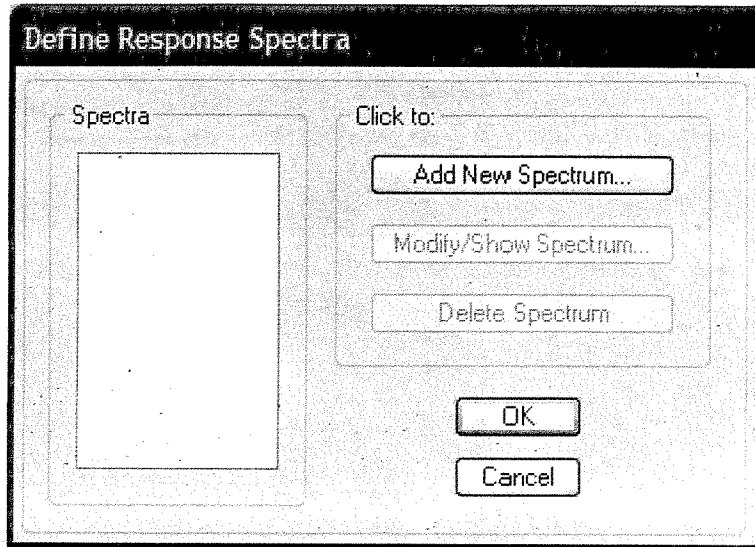 Define Response Spectra
Spectra
Click to:
Add New Spectrum...
Modify/Show Spectrum...
Delete Spectrum
OK
Cancel